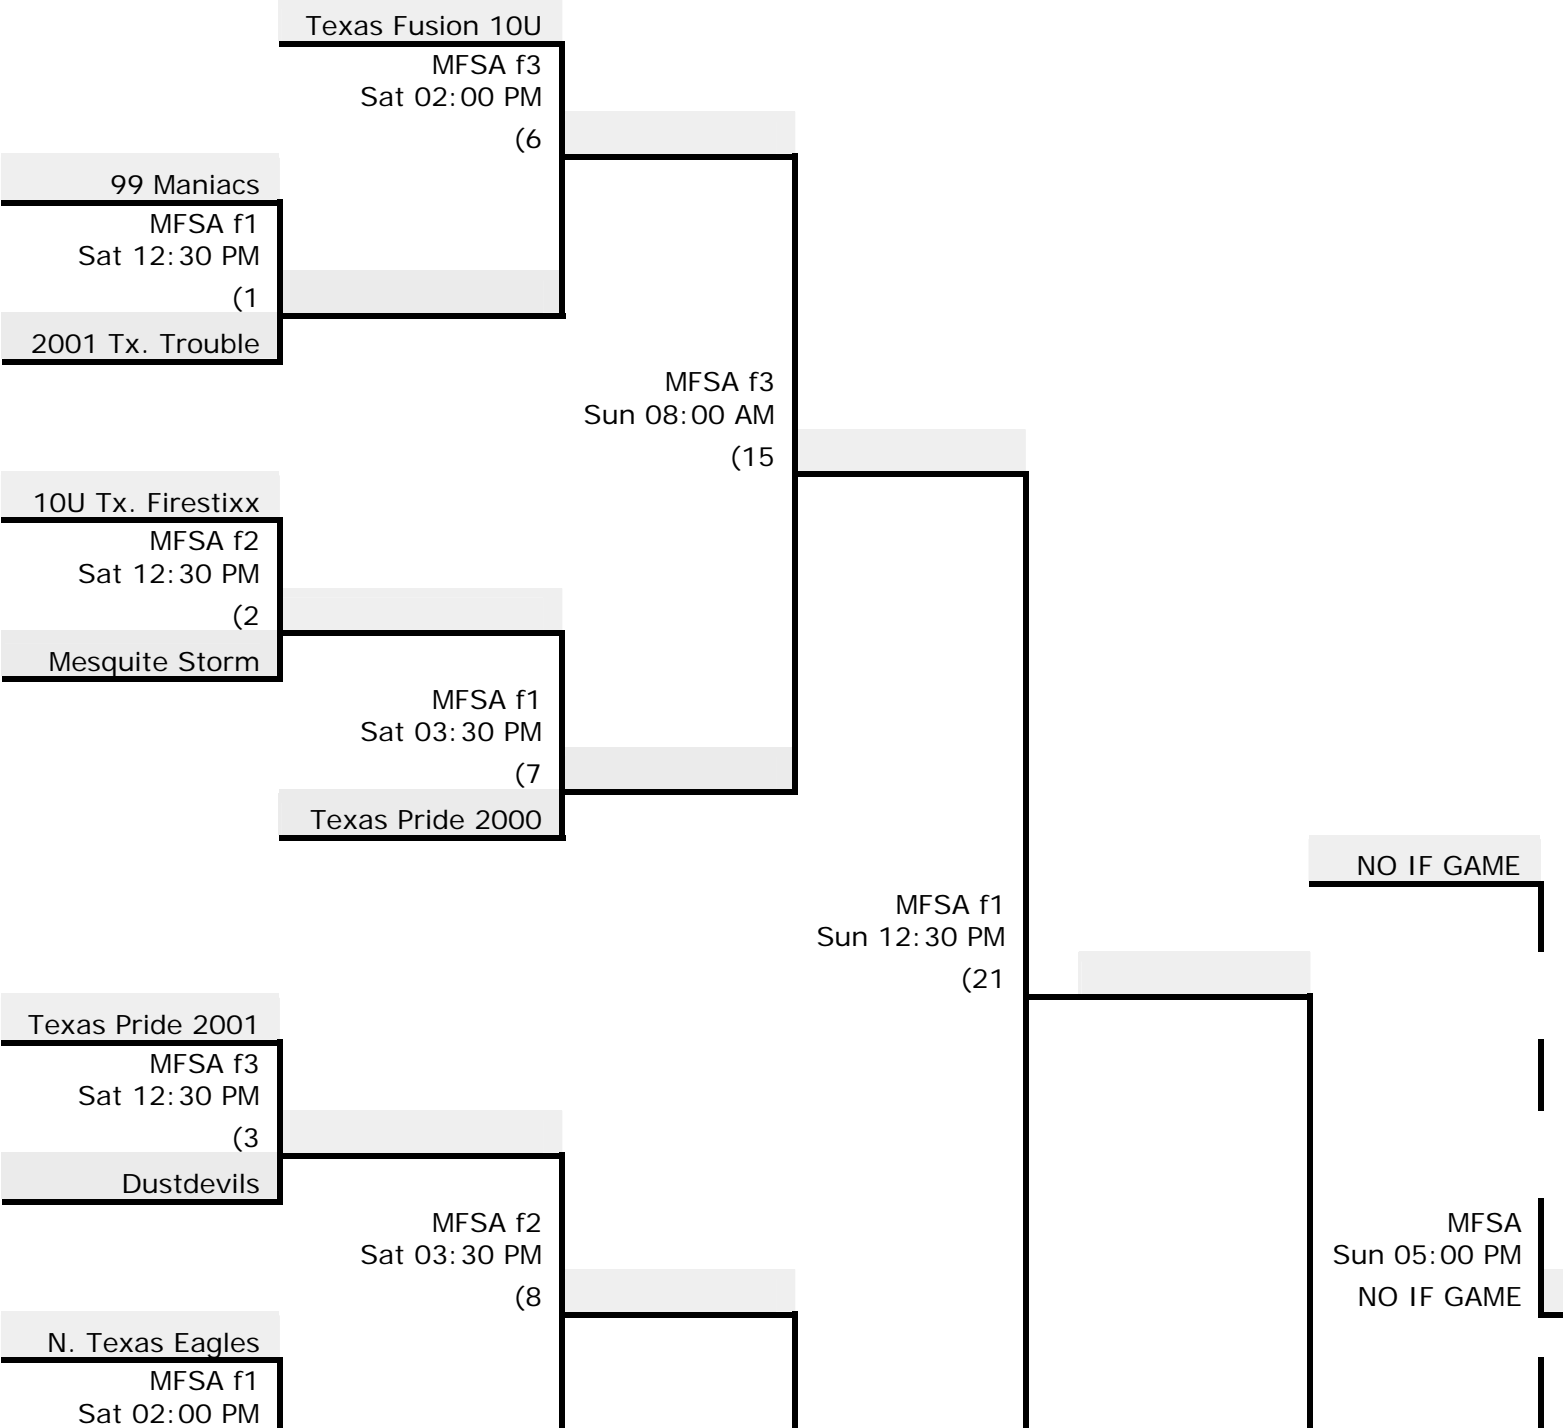 Texas Fusion 10U
MFSA f3
Sat 02:00 PM
(6
99 Maniacs
MFSA f1
Sat 12:30 PM
(1
2001 Tx. Trouble
MFSA f3
Sun 08:00 AM
(15
10U Tx. Firestixx
MFSA f2
Sat 12:30 PM
(2
Mesquite Storm
MFSA f1
Sat 03:30 PM
(7
Texas Pride 2000
NO IF GAME
MFSA f1
Sun 12:30 PM
(21
Texas Pride 2001
MFSA f3
Sat 12:30 PM
(3
Dustdevils
MFSA f2
Sat 03:30 PM
(8
MFSA
Sun 05:00 PM
NO IF GAME
N. Texas Eagles
MFSA f1
Sat 02:00 PM